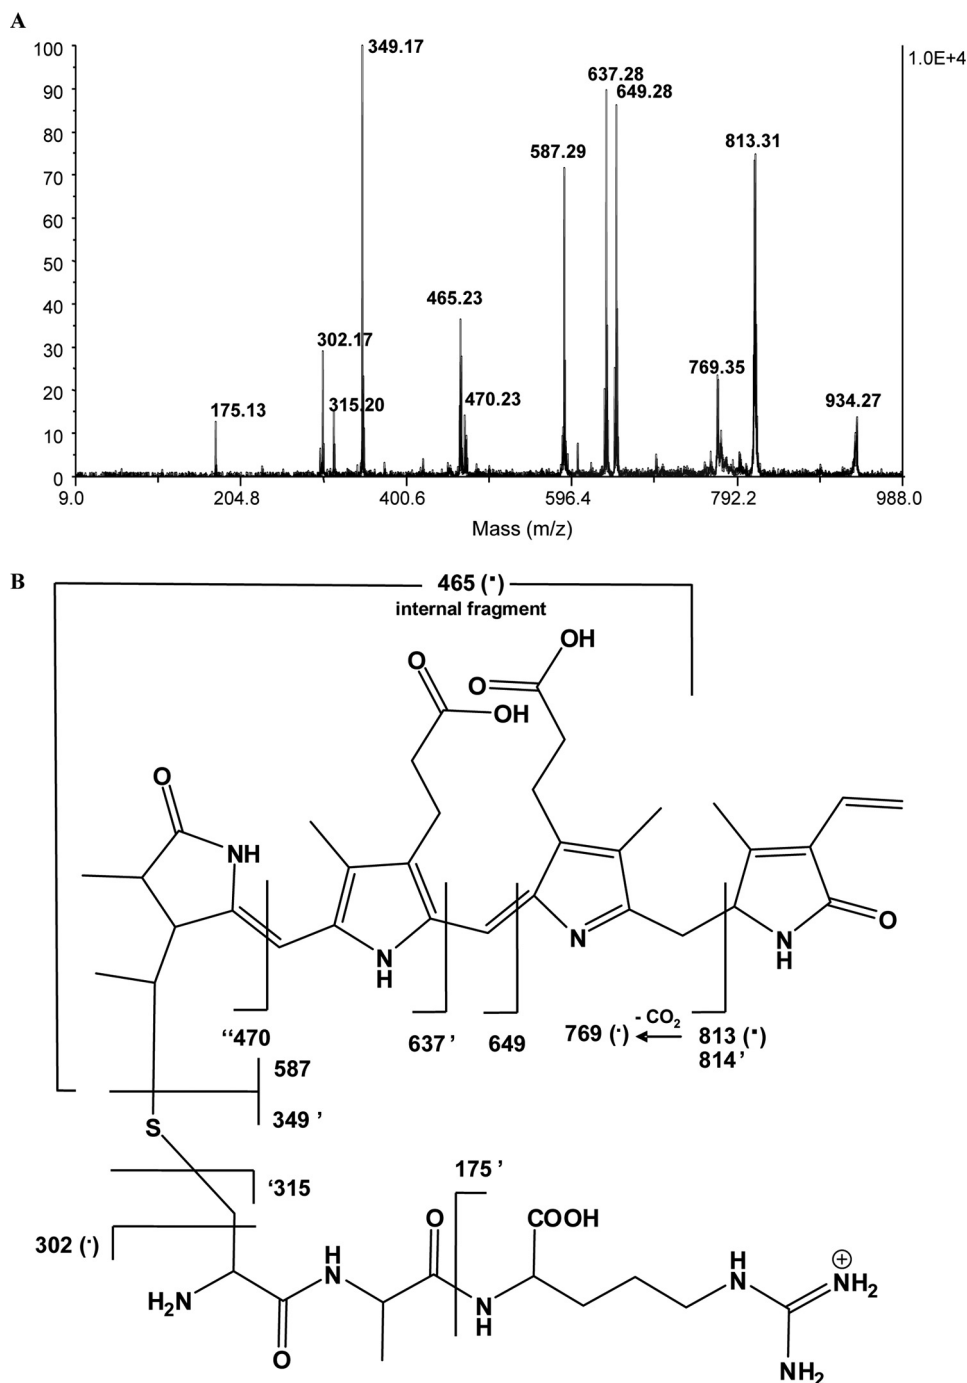 A
100
90
80
70
60
50
40
30
20
10
0
1.0E+4
349.17
637.28
649.28
813.31
587.29
465.23
302.17
769.35
315.20
470.23
934.27
175.13
9.0 204.8 400.6 596.4 792.2 988.0
Mass (m/z)
B
465 (•)
internal fragment
OH
O
O
OH
O
NH
N
H
N
N
H
O
- CO2
“470
637 ’
649
769 (•)
813 (•)
814’
587
349 ’
S
‘315
175 ’
302 (•)
O
COOH
H
N
H
N
⊕
NH2
H2N
N
H
O
NH2